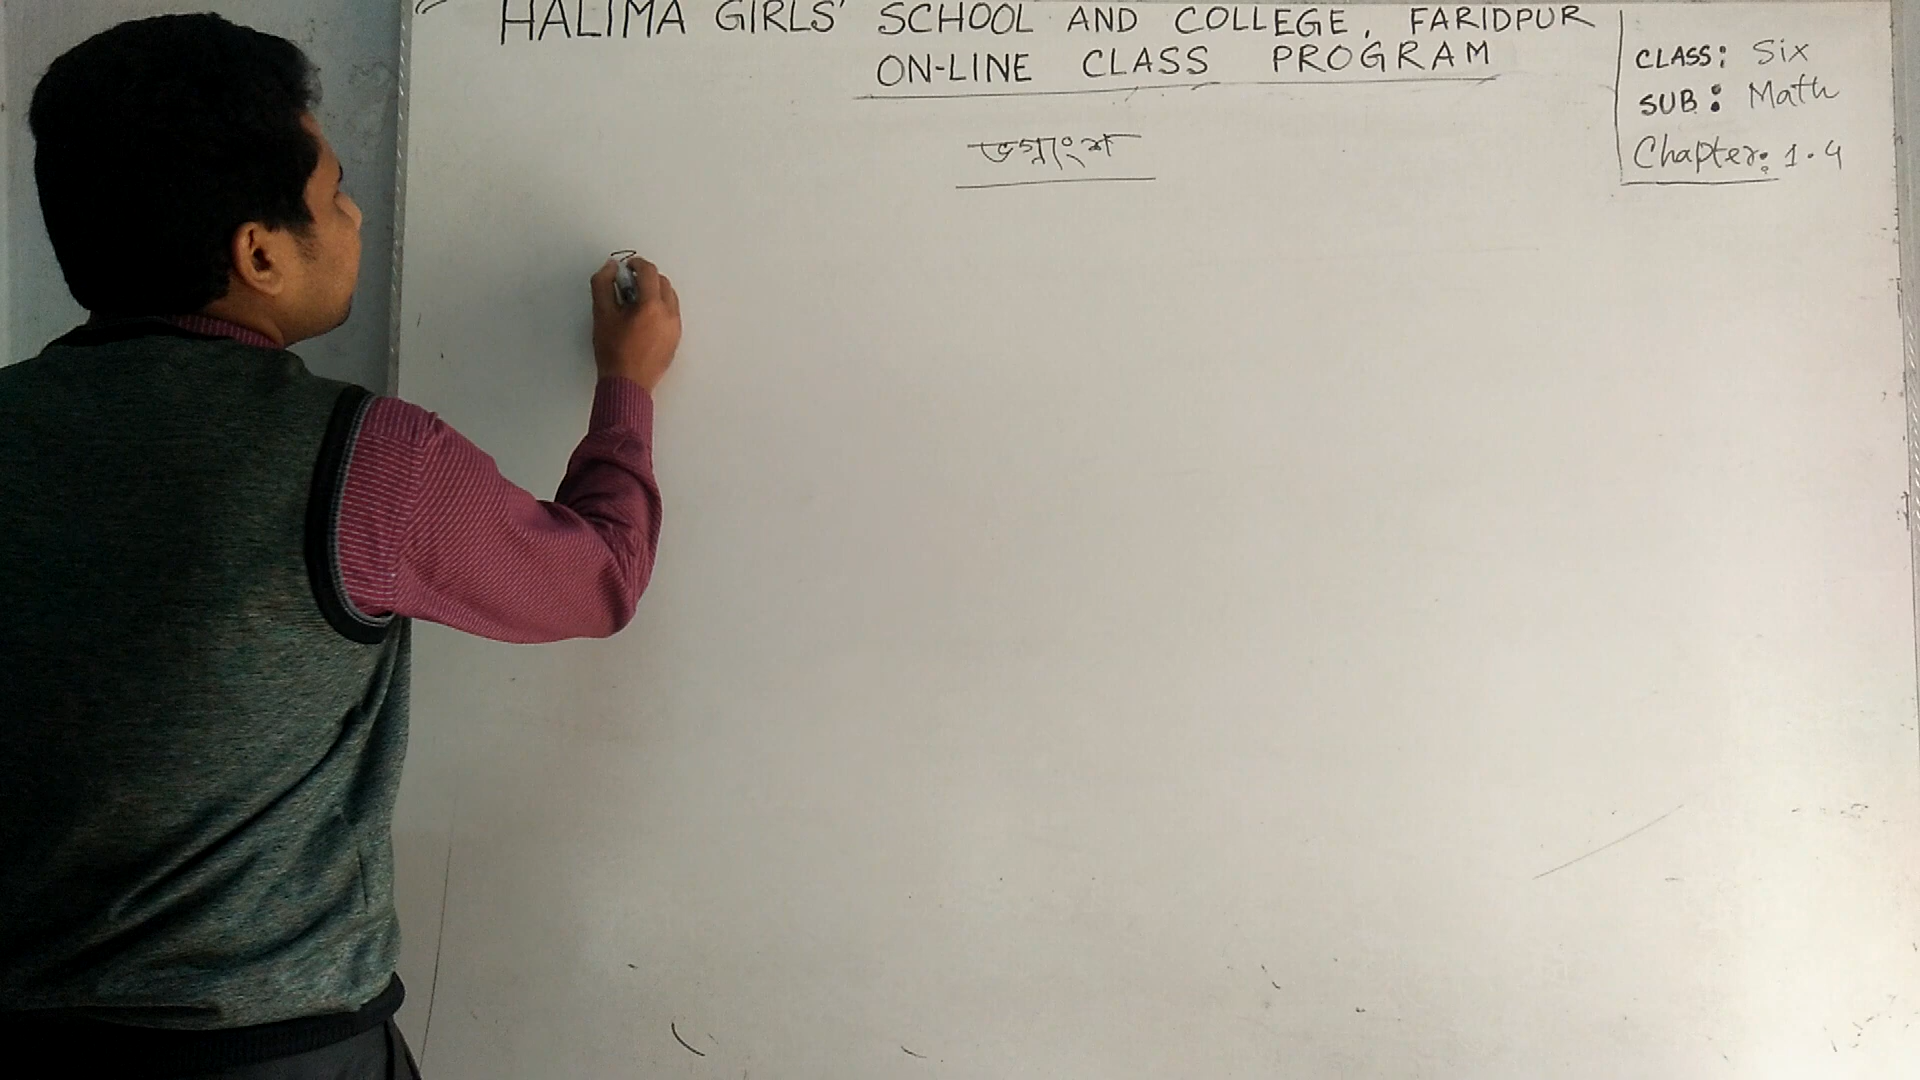 HALIMA GIRLS' SCHOOL AND COLLEGE, FARIDPUR
ON-LINE CLASS PROGRAM
CLASS: Six
SUB: Math
Chapter: 1.4
ভগ্নাংশ